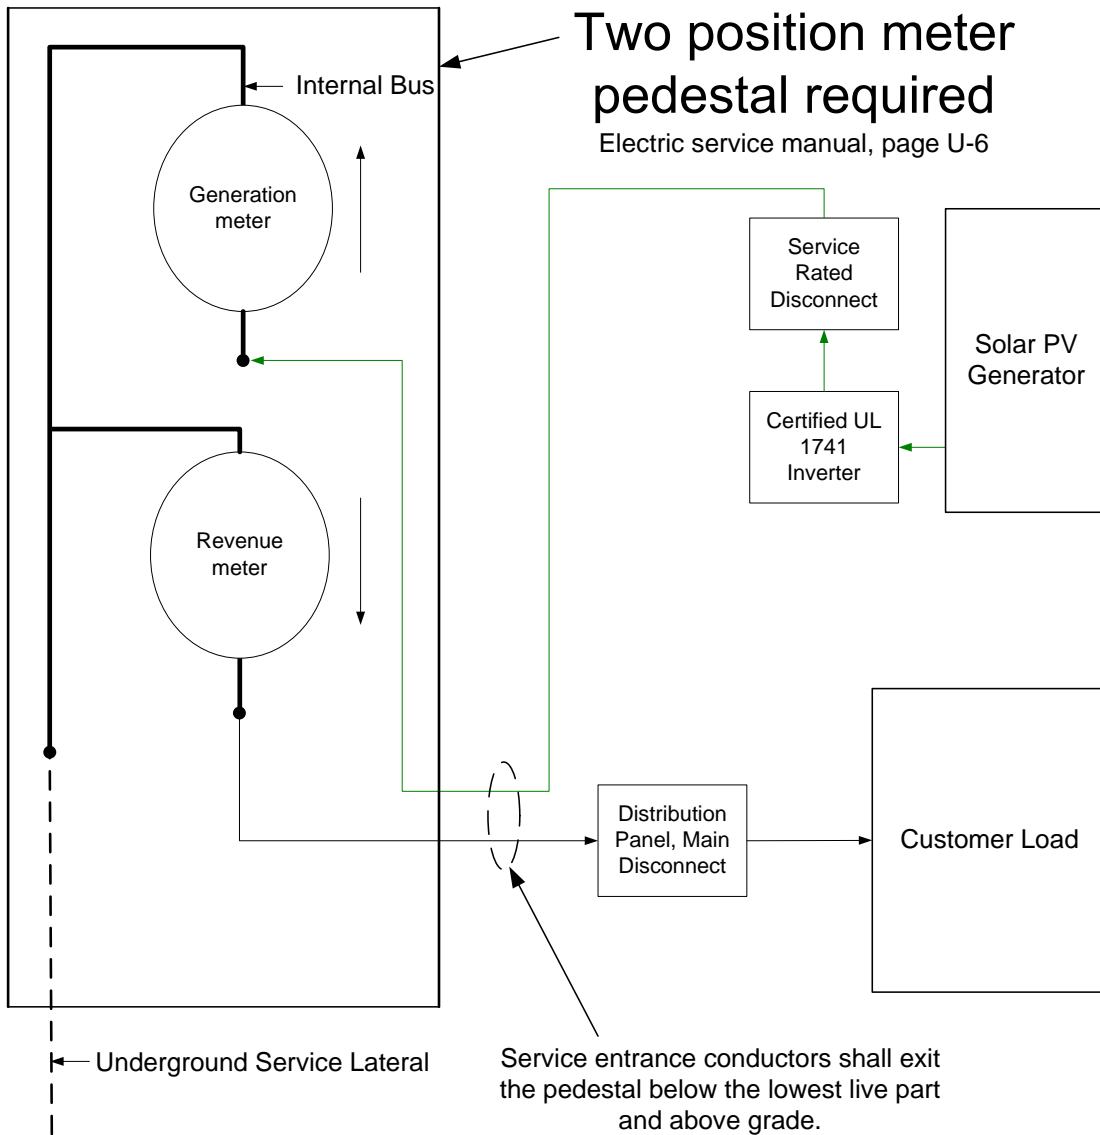 Two position meter
pedestal required
Electric service manual, page U-6
Internal Bus
Generation
meter
Service
Rated
Disconnect
Solar PV
Generator
Certified UL
1741
Inverter
Revenue
meter
Distribution
Panel, Main
Disconnect
Customer Load
Underground Service Lateral
Service entrance conductors shall exit
the pedestal below the lowest live part
and above grade.